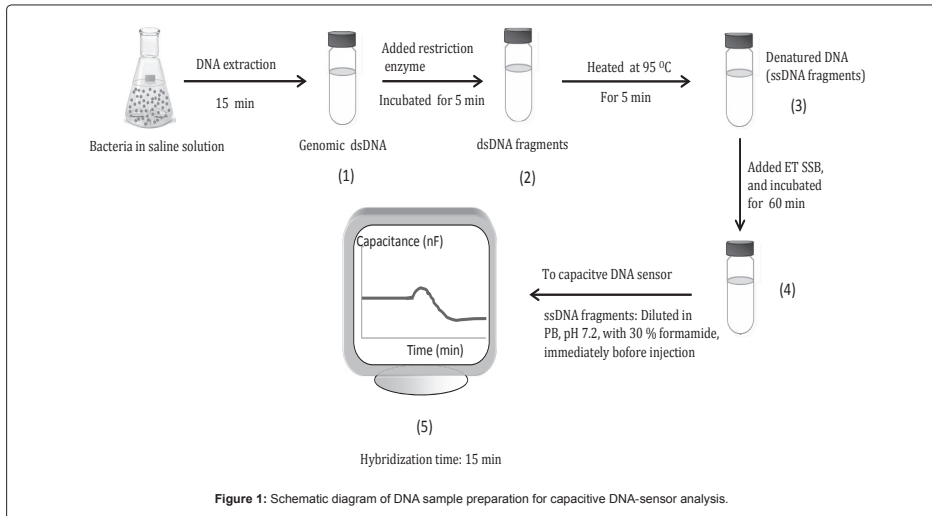 DNA extraction
15 min
Bacteria in saline solution
Genomic dsDNA
(1)
Added restriction
enzyme
Incubated for 5 min
dsDNA fragments
(2)
Heated at 95 ⁰C
For 5 min
Denatured DNA
(ssDNA fragments)
(3)
Added ET SSB,
and incubated
for 60 min
(4)
To capacitve DNA sensor
ssDNA fragments: Diluted in
PB, pH 7.2, with 30 % formamide,
immediately bofore injection
Capacitance (nF)
Time (min)
(5)
Hybridization time: 15 min
Figure 1: Schematic diagram of DNA sample preparation for capacitive DNA-sensor analysis.